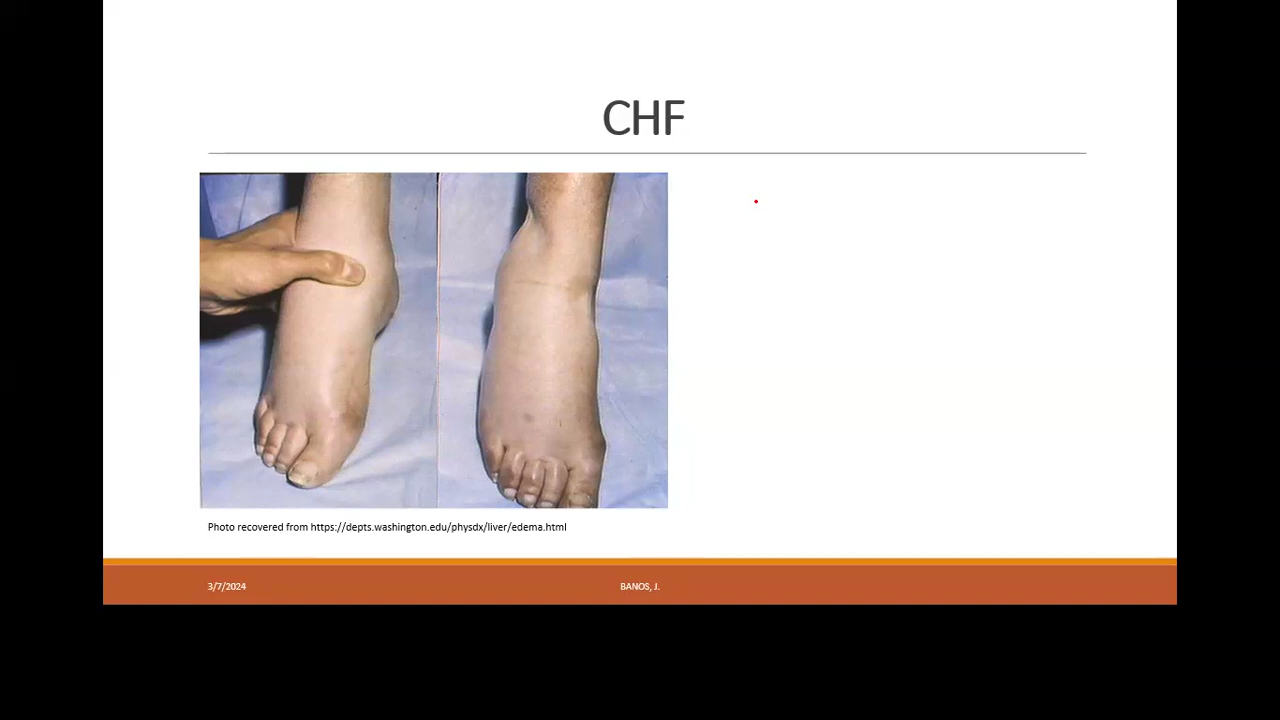 CHF
Photo recovered from https://depts.washington.edu/physdx/liver/edema.html
3/7/2024
BANOS, J.